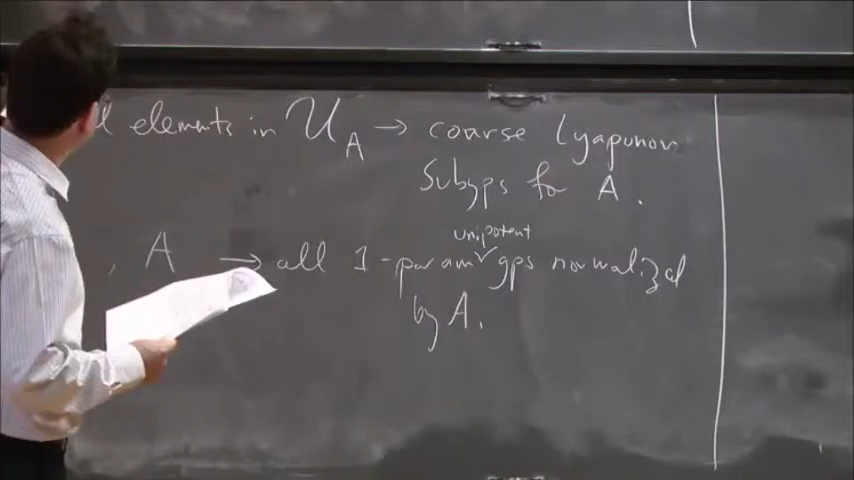 elements in 𝒰_A → coarse Lyapunov
Subgps for A.
unipotent
, A → all 1-param gps normalized
by A.